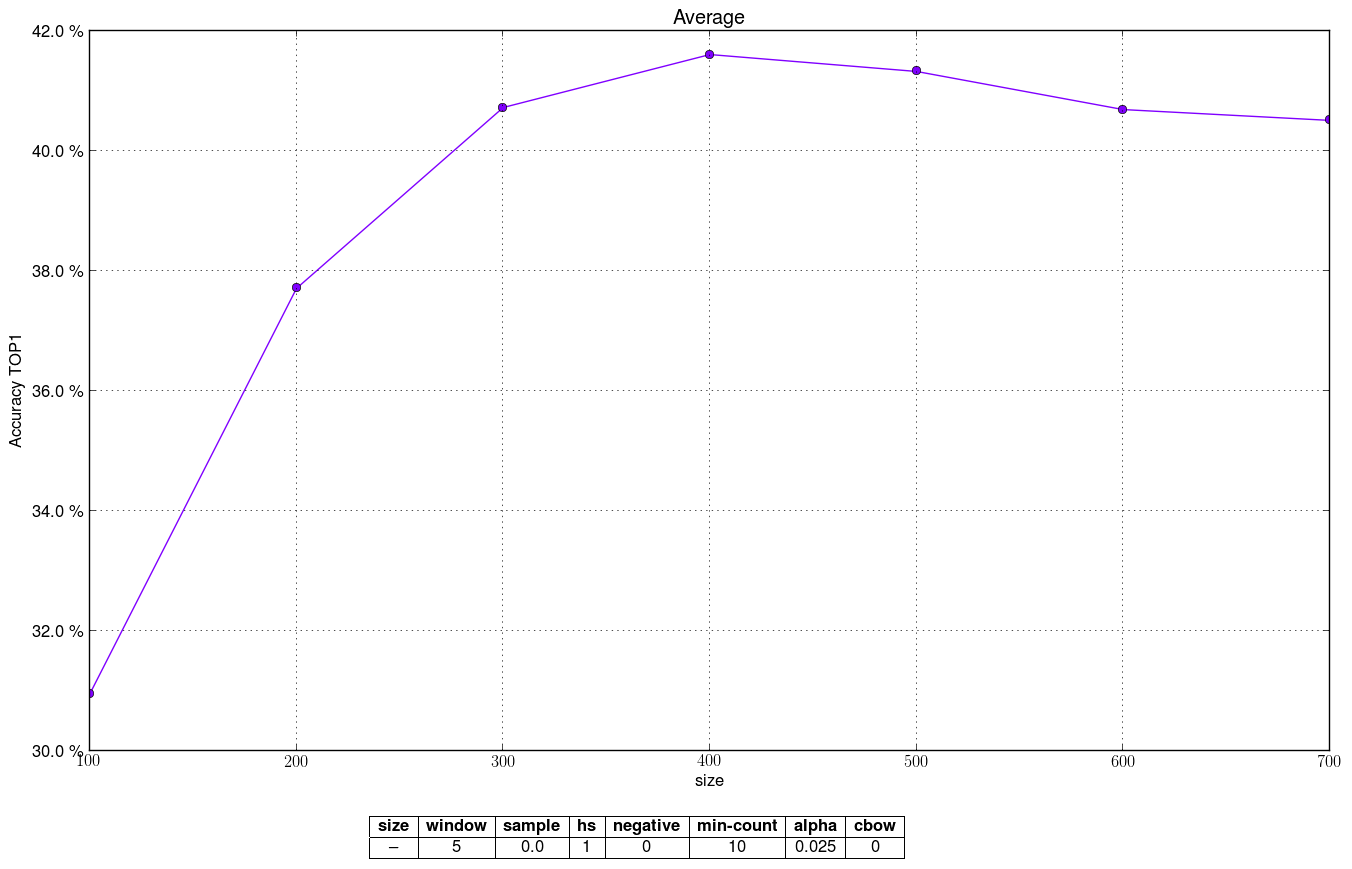 Average
42.0 %
40.0 %
38.0 %
36.0 %
34.0 %
32.0 %
30.0 %
Accuracy TOP1
100 200 300 400 500 600 700
size
size window sample hs negative min-count alpha cbow
– 5 0.0 1 0 10 0.025 0